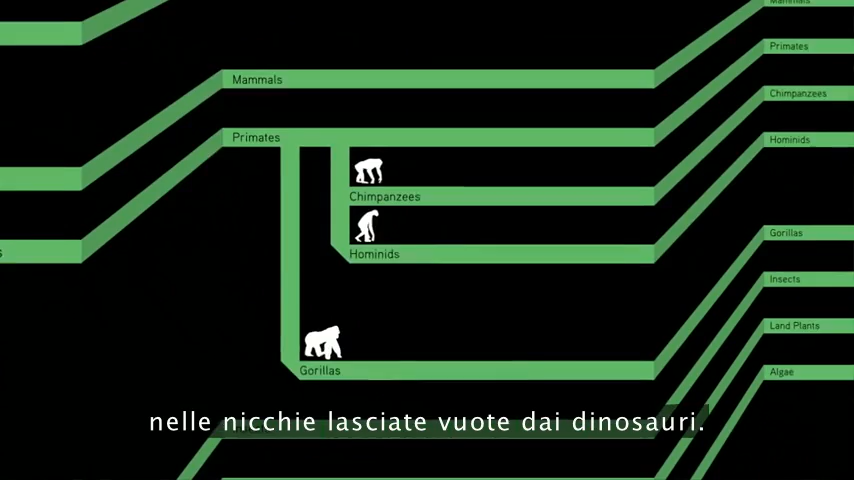 Mammals
Mammals
Primates
Primates
Chimpanzees
Chimpanzees
Hominids
Hominids
Gorillas
Insects
Land Plants
Gorillas
Algae
nelle nicchie lasciate vuote dai dinosauri.